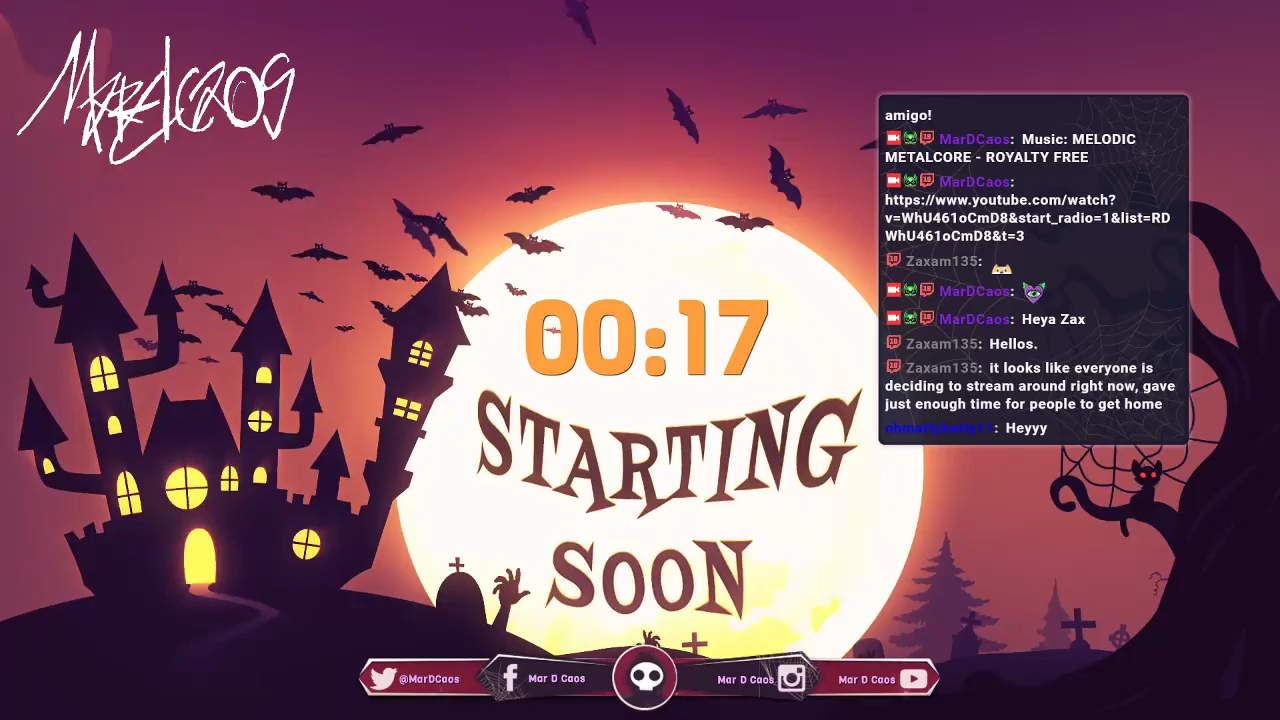 MarDCaos
amigo!
MarDCaos: Music: MELODIC
METALCORE - ROYALTY FREE
MarDCaos:
https://www.youtube.com/watch?
v=WhU461oCmD8&start_radio=1&list=RD
WhU461oCmD8&t=3
Zaxam135:
MarDCaos:
MarDCaos: Heya Zax
Zaxam135: Hellos.
Zaxam135: it looks like everyone is
deciding to stream around right now, gave
just enough time for people to get home
ohmattybatty11: Heyyy
00:17
STARTING
SOON
@MarDCaos
Mar D Caos
Mar D Caos
Mar D Caos